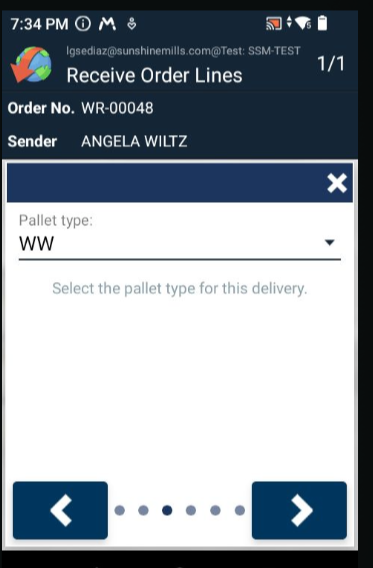 7:34 PM
lgsediaz@sunshinemills.com@Test: SSM-TEST
Receive Order Lines
1/1
Order No. WR-00048
Sender ANGELA WILTZ
Pallet type:
WW
Select the pallet type for this delivery.